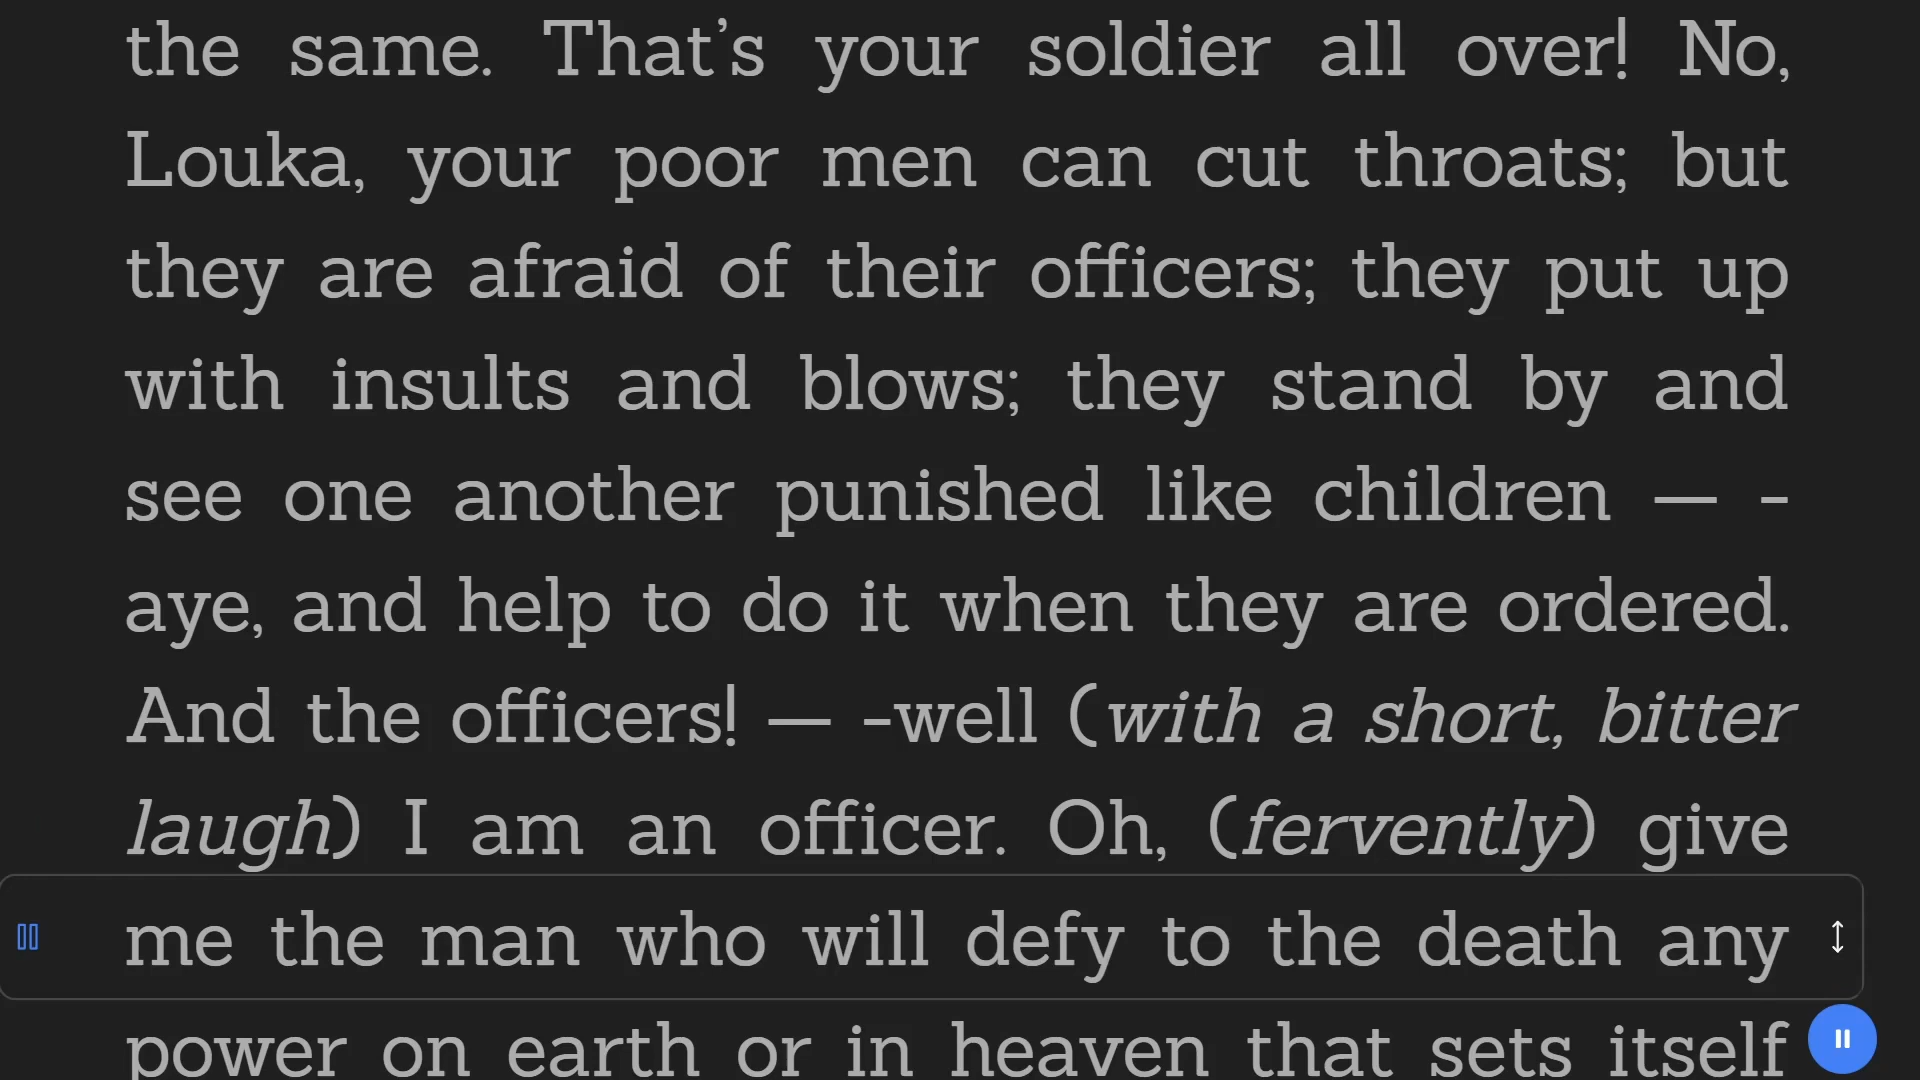 the same. That’s your soldier all over! No,
Louka, your poor men can cut throats; but
they are afraid of their officers; they put up
with insults and blows; they stand by and
see one another punished like children — -
aye, and help to do it when they are ordered.
And the officers! — -well (with a short, bitter
laugh) I am an officer. Oh, (fervently) give
me the man who will defy to the death any
power on earth or in heaven that sets itself